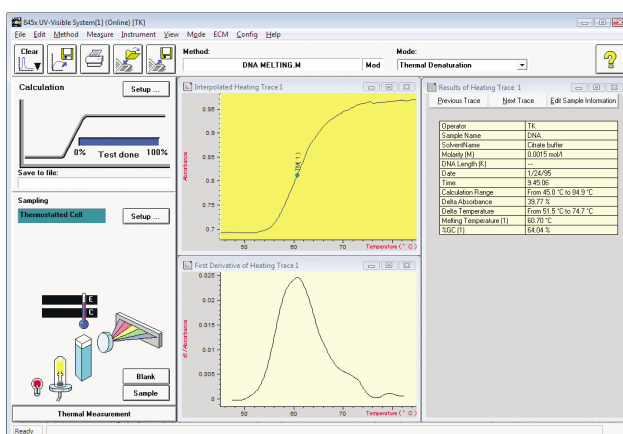 845x UV-Visible System[1] (Online) [TK]
File Edit Method Measure Instrument View Mode ECM Config Help
Clear
Method:
DNA MELTING.M
Mod
Mode:
Thermal Denaturation
Calculation
Setup ...
0% Test done 100%
Save to file:
Sampling
Thermostatted Cell
Setup ...
E
C
Blank
Sample
Thermal Measurement
Ready
Interpolated Heating Trace 1
0.95
0.9
0.85
0.8
0.75
0.7
Absorbance
TM( 1 )
50 60 70 Temperature ( ° C )
First Derivative of Heating Trace 1
0.025
0.02
0.015
0.01
0.005
0
50 60 70 Temperature ( ° C )
Results of Heating Trace 1
Previous Trace Next Trace Edit Sample Information
Operator TK
Sample Name DNA
SolventName Citrate buffer
Molarity (M) 0.0015 mol/l
DNA Length (K) ---
Date 1/24/95
Time 9:45:06
Calculation Range From 45.0 °C to 84.9 °C
Delta Absorbance 39.77 %
Delta Temperature From 51.5 °C to 74.7 °C
Melting Temperature (1) 60.70 °C
%GC (1) 64.04 %